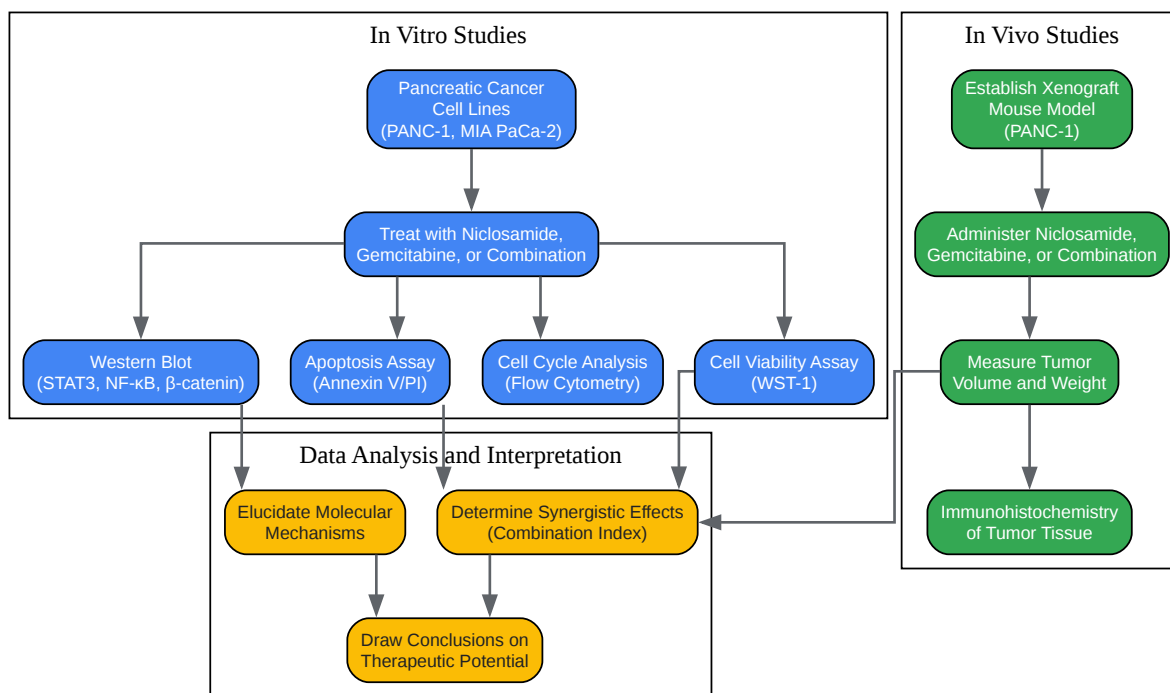 In Vitro Studies
Pancreatic Cancer
Cell Lines
(PANC-1, MIA PaCa-2)
Treat with Niclosamide,
Gemcitabine, or Combination
Western Blot
(STAT3, NF-κB, β-catenin)
Apoptosis Assay
(Annexin V/PI)
Cell Cycle Analysis
(Flow Cytometry)
Cell Viability Assay
(WST-1)
In Vivo Studies
Establish Xenograft
Mouse Model
(PANC-1)
Administer Niclosamide,
Gemcitabine, or Combination
Measure Tumor
Volume and Weight
Immunohistochemistry
of Tumor Tissue
Data Analysis and Interpretation
Elucidate Molecular
Mechanisms
Determine Synergistic Effects
(Combination Index)
Draw Conclusions on
Therapeutic Potential